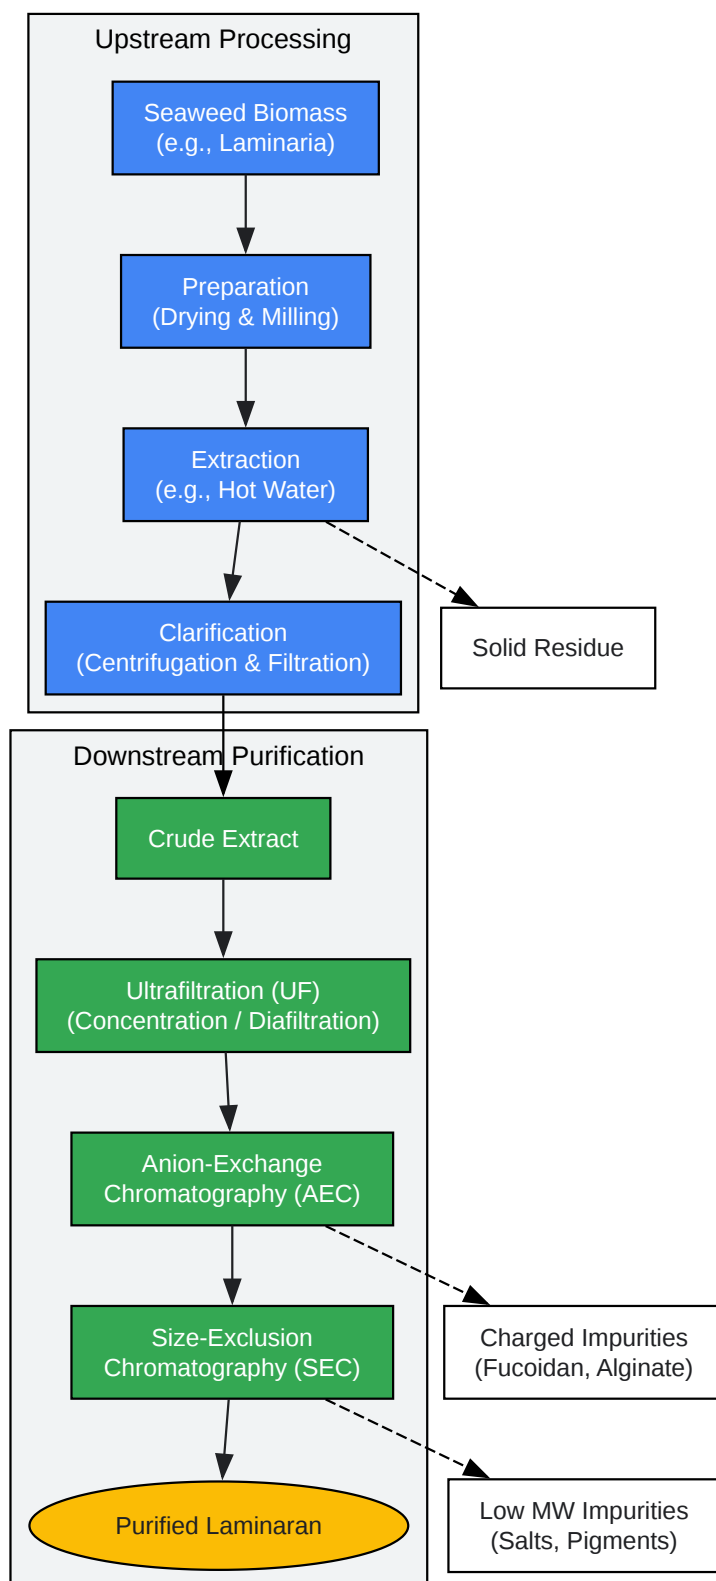 Upstream Processing
Seaweed Biomass
(e.g., Laminaria)
Preparation
(Drying & Milling)
Extraction
(e.g., Hot Water)
Clarification
(Centrifugation & Filtration)
Solid Residue
Downstream Purification
Crude Extract
Ultrafiltration (UF)
(Concentration / Diafiltration)
Anion-Exchange
Chromatography (AEC)
Size-Exclusion
Chromatography (SEC)
Charged Impurities
(Fucoidan, Alginate)
Purified Laminaran
Low MW Impurities
(Salts, Pigments)